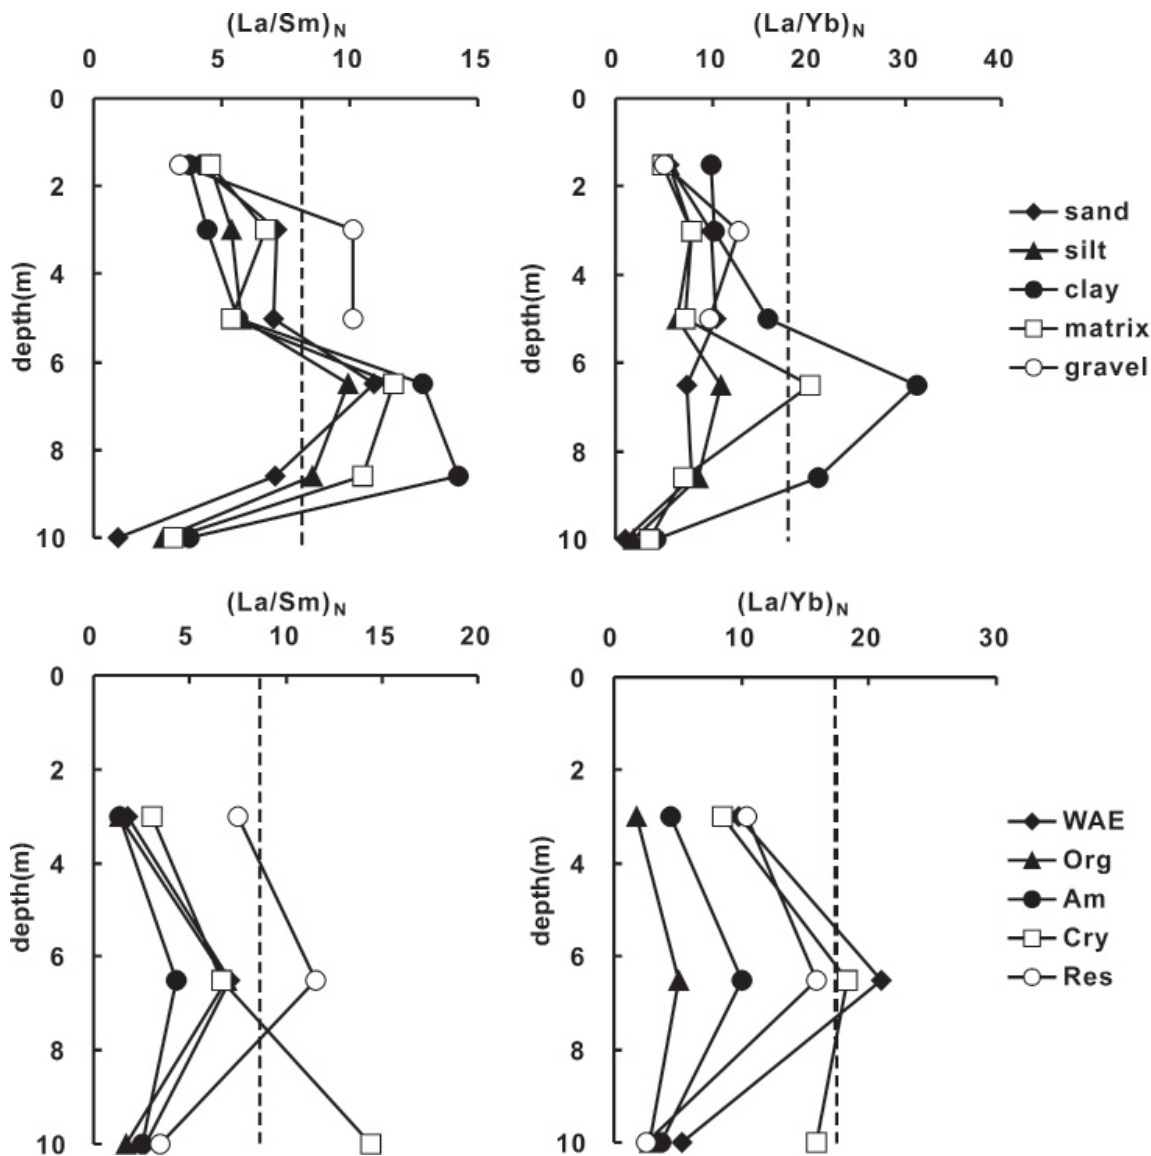 (La/Sm)N
(La/Yb)N
0 5 10 15
0 10 20 30 40
0
2
4
6
8
10
depth(m)
0
2
4
6
8
10
depth(m)
sand
silt
clay
matrix
gravel
(La/Sm)N
(La/Yb)N
0 5 10 15 20
0 10 20 30
0
2
4
6
8
10
depth(m)
0
2
4
6
8
10
depth(m)
WAE
Org
Am
Cry
Res